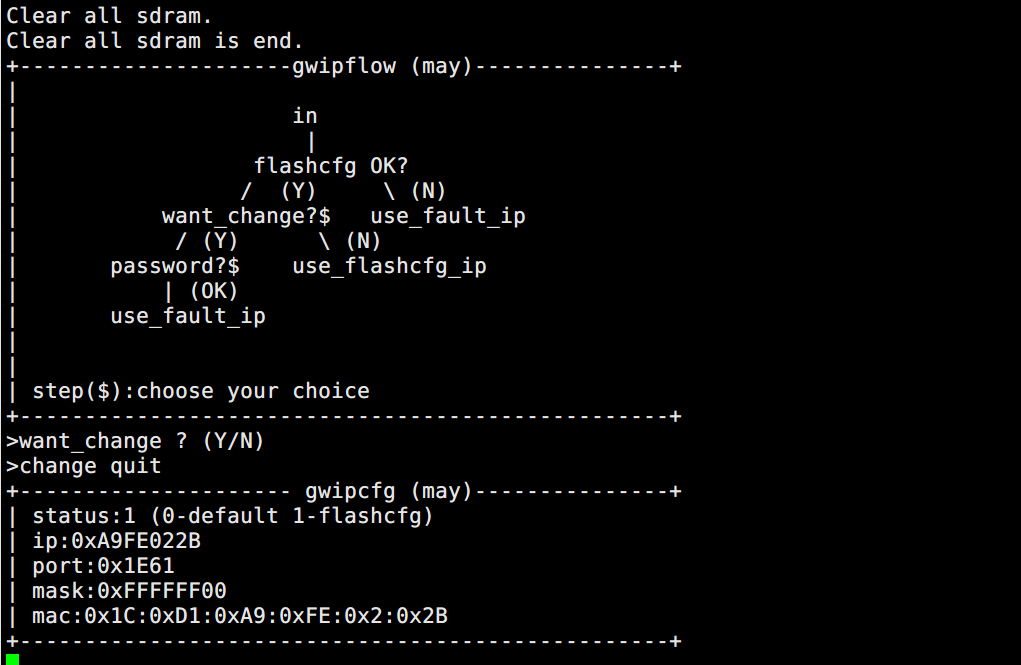 Clear all sdram.
Clear all sdram is end.
+---------------------gwipflow (may)---------------+
|
|                     in
|                      |
|                  flashcfg OK?
|                 /  (Y)     \ (N)
|           want_change?$   use_fault_ip
|            / (Y)      \ (N)
|       password?$    use_flashcfg_ip
|           | (OK)
|       use_fault_ip
|
|
| step($):choose your choice
+--------------------------------------------------+
>want_change ? (Y/N)
>change quit
+--------------------- gwipcfg (may)---------------+
| status:1 (0-default 1-flashcfg)
| ip:0xA9FE022B
| port:0x1E61
| mask:0xFFFFFF00
| mac:0x1C:0xD1:0xA9:0xFE:0x2:0x2B
+--------------------------------------------------+